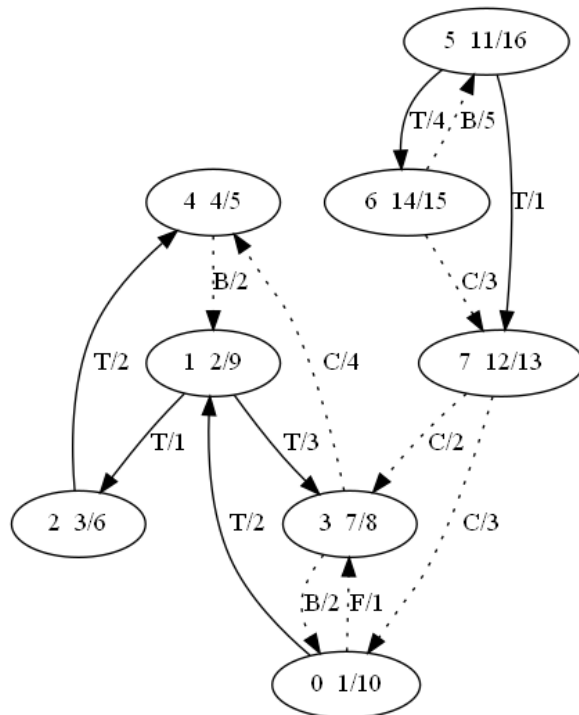 5 11/16
T/4
B/5
4 4/5
6 14/15
T/1
B/2
C/3
1 2/9
7 12/13
T/2
C/4
T/1
T/3
C/2
2 3/6
3 7/8
T/2
C/3
B/2
F/1
0 1/10